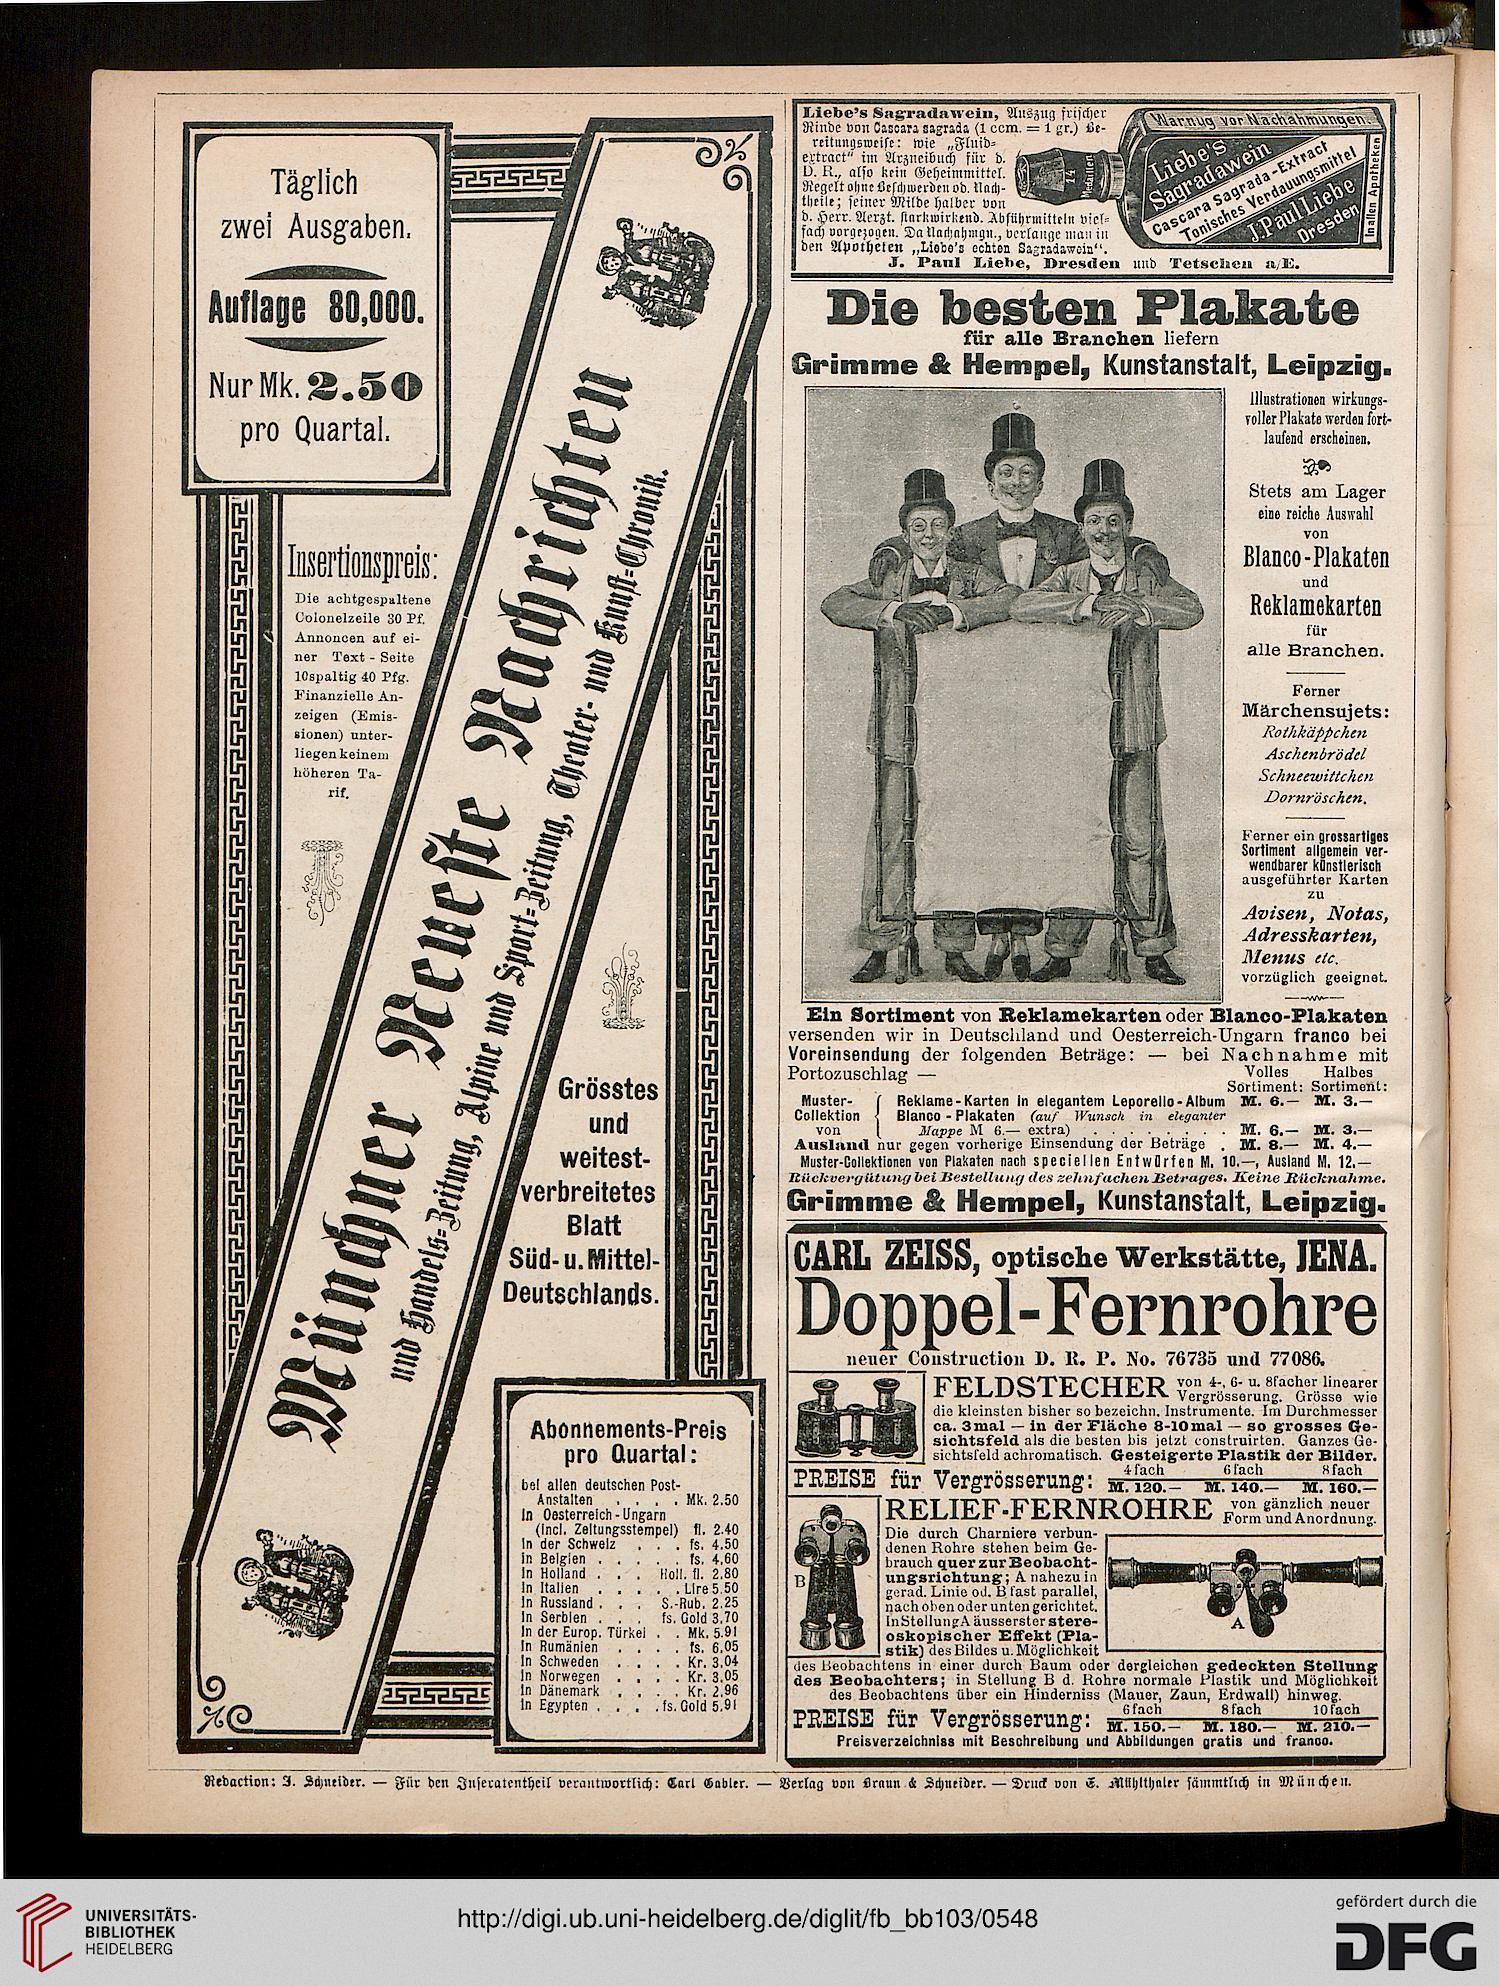 Täglich
zwei Ausgaben.
Auflage 80,000.
Nur Mk. 2.50
pro Quartal.
Insertionspreis:
Die achtgespaltene
Colonelzeile 30 Pf.
Annoncen auf ei-
ner Text-Seite
10spaltig 40 Pfg.
Finanzielle An-
zeigen (Emis-
sionen) unter-
liegen keinem
höheren Ta-
rif.
Münchner Neueste Nachrichten
und Handels-Zeitung, Alpine und Sport-Zeitung, Theater- und Kunst-Chronik.
Grösstes
und
weitest-
verbreitetes
Blatt
Süd- u. Mittel-
Deutschlands.
Abonnements-Preis
pro Quartal:
bei allen deutschen Post-
Anstalten . . . . Mk. 2.50
In Oesterreich-Ungarn
(incl. Zeitungsstempel) fl. 2.40
In der Schweiz . . . fs. 4.50
In Belgien . . . . . fs. 4.60
In Holland . . . Holl. fl. 2.80
In Italien . . . . . Lire 5.50
In Russland . . . S.-Rub. 2.25
In Serbien . . . fs. Gold 3.70
In der Europ. Türkei . . Mk. 5.91
In Rumänien . . . . fs. 6.05
In Schweden . . . . Kr. 3.04
In Norwegen . . . . Kr. 3.05
In Dänemark . . . . Kr. 2.96
In Egypten . . . . fs. Gold 5.91
Liebe's Sagradawein, Auszug frischer
Rinde von Cascara sagrada (1 ccm. = 1 gr.) Be-
reitungsweise: wie „Fluid-
extract" im Arzneibuch für d.
D. R., also kein Geheimmittel.
Regelt ohne Beschwerden od. Nach-
theile; seiner Milde halber von
d. Herr. Aerzt. starkwirkend. Abführmitteln viel-
fach vorgezogen. Da Nachahmgn., verlange man in
den Apotheken „Liebe's echten Sagradawein".
J. Paul Liebe, Dresden und Tetschen a/E.
Warnug vor Nachahmungen.
14 Medaillen
Liebe's
Sagradawein
Cascara Sagrada-Extract
Tonisches Verdauungsmittel
J. Paul Liebe
Dresden
In allen Apotheken
Die besten Plakate
für alle Branchen liefern
Grimme & Hempel, Kunstanstalt, Leipzig.
Illustrationen wirkungs-
voller Plakate werden fort-
laufend erscheinen.
Stets am Lager
eine reiche Auswahl
von
Blanco-Plakaten
und
Reklamekarten
für
alle Branchen.
Ferner
Märchensujets:
Rothkäppchen
Aschenbrödel
Schneewittchen
Dornröschen.
Ferner ein grossartiges
Sortiment allgemein ver-
wendbarer künstlerisch
ausgeführter Karten
zu
Avisen, Notas,
Adresskarten,
Menus etc.
vorzüglich geeignet.
Ein Sortiment von Reklamekarten oder Blanco-Plakaten
versenden wir in Deutschland und Oesterreich-Ungarn franco bei
Voreinsendung der folgenden Beträge: — bei Nachnahme mit
Portozuschlag —
Volles Halbes
Sortiment: Sortiment:
Muster-
Collektion
von
Reklame-Karten in elegantem Leporello-Album M. 6.— M. 3.—
Blanco-Plakaten (auf Wunsch in eleganter
Mappe M 6.— extra) . . . . . . . . M. 6.— M. 3.—
Ausland nur gegen vorherige Einsendung der Beträge . M. 8.— M. 4.—
Muster-Collektionen von Plakaten nach speciellen Entwürfen M. 10.—, Ausland M. 12.—
Rückvergütung bei Bestellung des zehnfachen Betrages. Keine Rücknahme.
Grimme & Hempel, Kunstanstalt, Leipzig.
CARL ZEISS, optische Werkstätte, JENA.
Doppel-Fernrohre
neuer Construction D. R. P. No. 76735 und 77086.
FELDSTECHER von 4-, 6- u. 8facher linearer
Vergrösserung. Grösse wie
die kleinsten bisher so bezeichn. Instrumente. Im Durchmesser
ca. 3mal — in der Fläche 8-10mal — so grosses Ge-
sichtsfeld als die besten bis jetzt construirten. Ganzes Ge-
sichtsfeld achromatisch. Gesteigerte Plastik der Bilder.
PREISE für Vergrösserung: 4fach 6fach 8fach
M. 120.— M. 140.— M. 160.—
RELIEF-FERNROHRE von gänzlich neuer
Form und Anordnung.
Die durch Charniere verbun-
denen Rohre stehen beim Ge-
brauch quer zur Beobacht-
ungsrichtung; A nahezu in
gerad. Linie od. B fast parallel,
nach oben oder unten gerichtet.
In Stellung A äusserster stere-
oskopischer Effekt (Pla-
stik) des Bildes u. Möglichkeit
B
A
des Beobachtens in einer durch Baum oder dergleichen gedeckten Stellung
des Beobachters; in Stellung B d. Rohre normale Plastik und Möglichkeit
des Beobachtens über ein Hinderniss (Mauer, Zaun, Erdwall) hinweg.
PREISE für Vergrösserung: 6fach 8fach 10fach
M. 150.— M. 180.— M. 210.—
Preisverzeichniss mit Beschreibung und Abbildungen gratis und franco.
Redaction: J. Schneider. — Für den Inseratentheil verantwortlich: Carl Gabler. — Verlag von Braun & Schneider. — Druck von E. Mühlthaler sämmtlich in München.
UNIVERSITÄTS-
BIBLIOTHEK
HEIDELBERG
http://digi.ub.uni-heidelberg.de/diglit/fb_bb103/0548
gefördert durch die
DFG